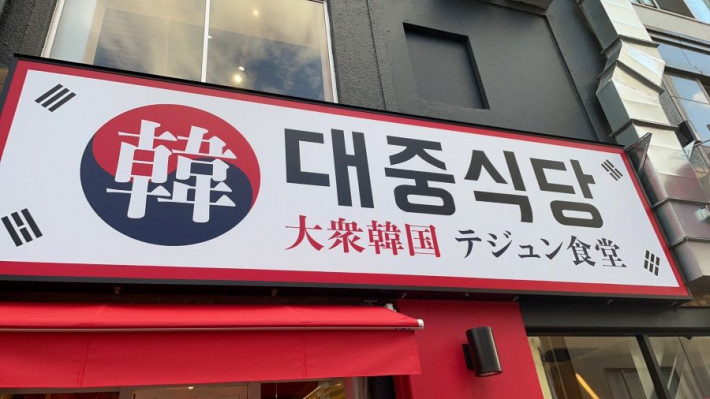 韓
대중식당
大衆韓国 テジュン食堂